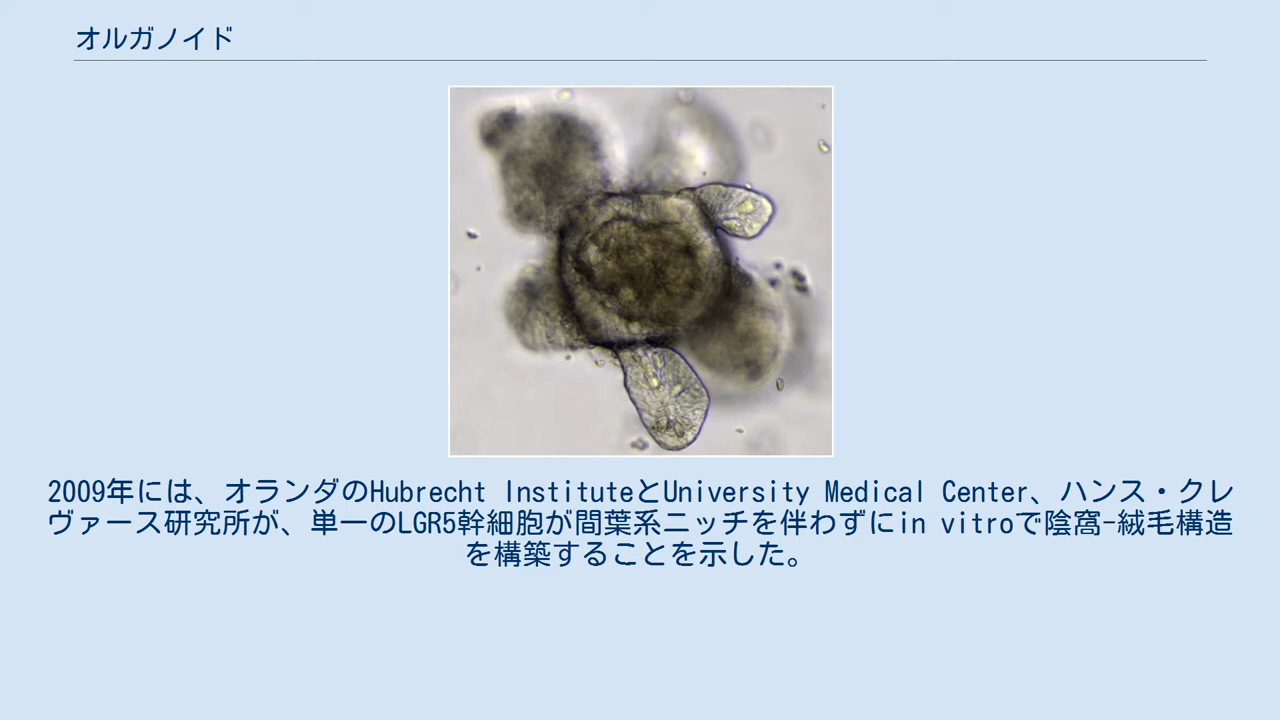 オルガノイド
2009年には、オランダのHubrecht InstituteとUniversity Medical Center、ハンス・クレ
ヴァース研究所が、単一のLGR5幹細胞が間葉系ニッチを伴わずにin vitroで陰窩-絨毛構造
を構築することを示した。